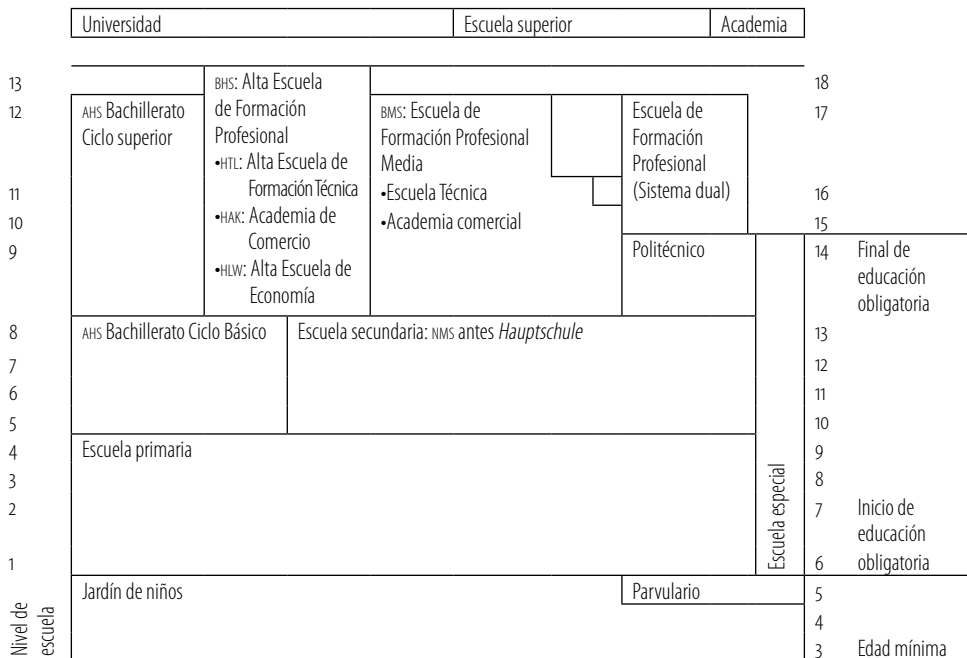 Universidad Escuela superior Academia
13 BHS: Alta Escuela 18
12 AHS Bachillerato de Formación BMS: Escuela de Escuela de 17
Ciclo superior Profesional Formación Profesional Formación
•HTL: Alta Escuela de Media Profesional
11 Formación Técnica •Escuela Técnica (Sistema dual) 16
10 •HAK: Academia de •Academia comercial 15
9 Comercio Politécnico 14 Final de
•HLW: Alta Escuela de educación
Economía obligatoria
8 AHS Bachillerato Ciclo Básico Escuela secundaria: NMS antes Hauptschule 13
7 12
6 11
5 10
4 Escuela primaria 9
3 8
2 7 Inicio de
educación
1 6 obligatoria
Escuela especial
Jardín de niños Parvulario 5
4
3 Edad mínima
Nivel de
escuela